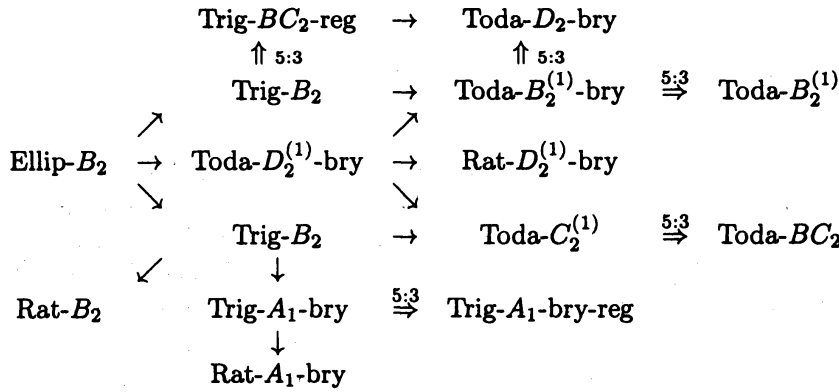 Trig-BC₂-reg → Toda-D₂-bry
⇑ 5:3 ⇑ 5:3
Trig-B₂ → Toda-B₂⁽¹⁾-bry 5:3 ⇒ Toda-B₂⁽¹⁾
↗ ↗
Ellip-B₂ → Toda-D₂⁽¹⁾-bry → Rat-D₂⁽¹⁾-bry
↘ ↘
Trig-B₂ → Toda-C₂⁽¹⁾ 5:3 ⇒ Toda-BC₂
↙ ↓
Rat-B₂ Trig-A₁-bry 5:3 ⇒ Trig-A₁-bry-reg
↓
Rat-A₁-bry